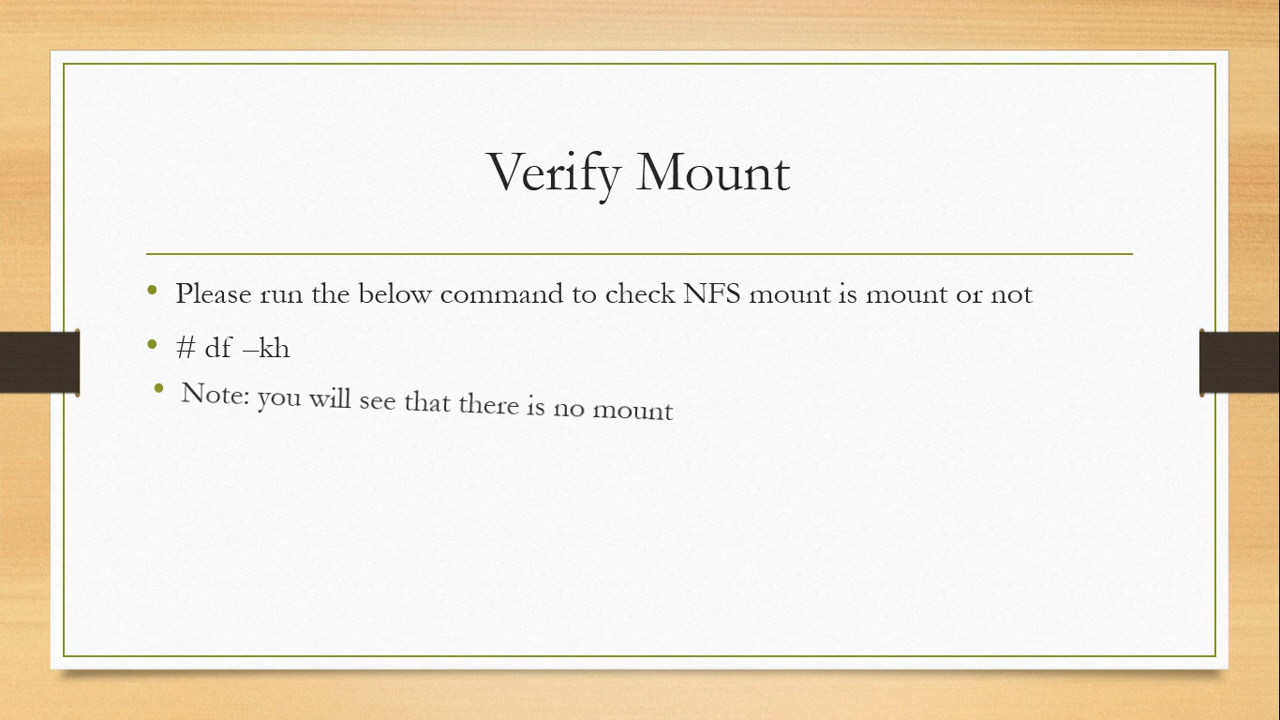 Verify Mount
Please run the below command to check NFS mount is mount or not
# df –kh
Note: you will see that there is no mount